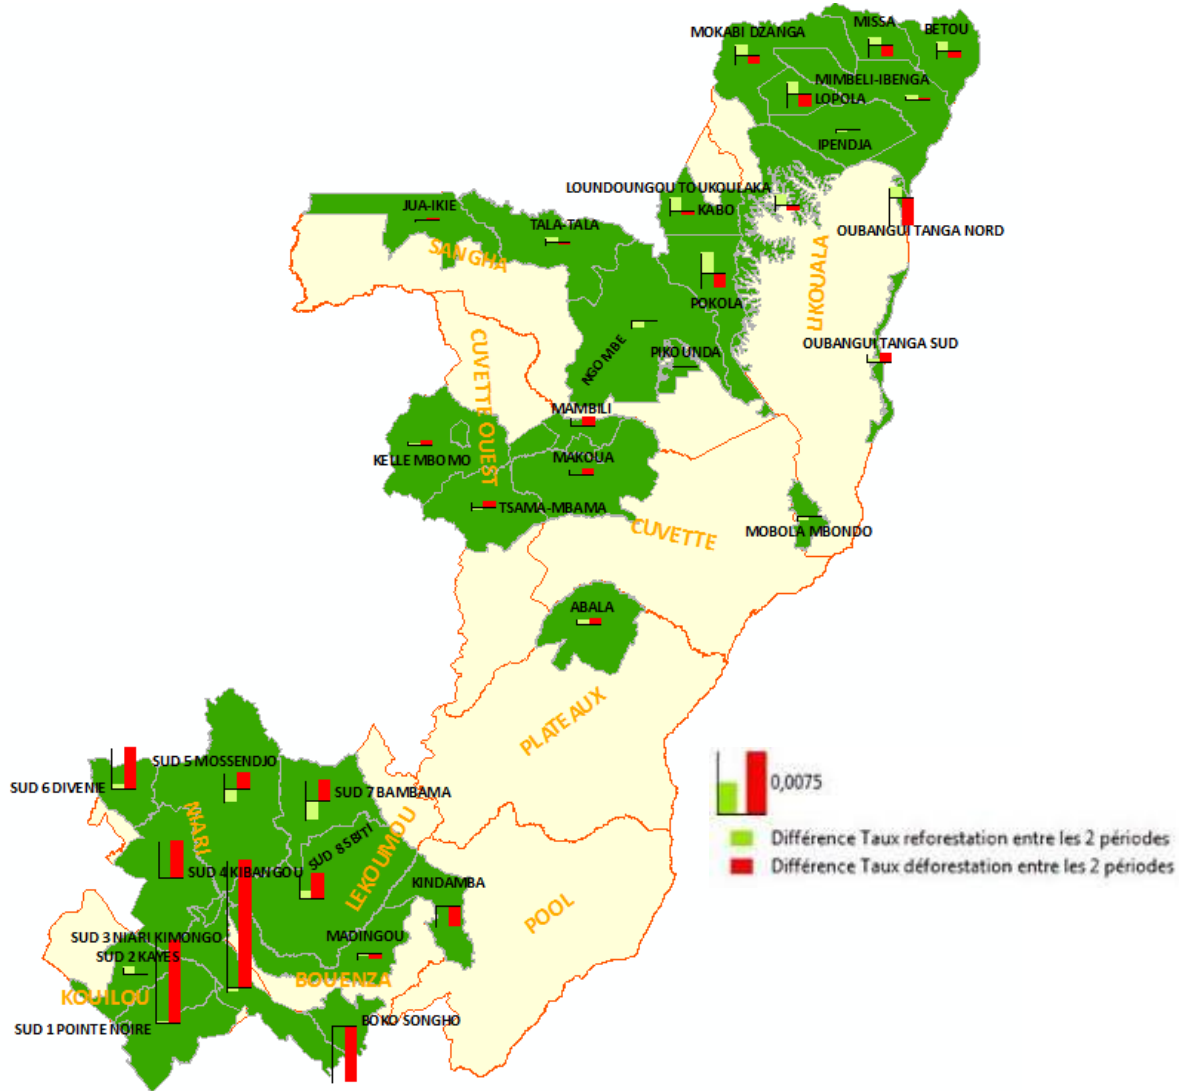 MISSA
BETOU
MOKABI DZANGA
MIMBELI-IBENGA
LOPOLA
IPENDJA
LOUNDOUNGOU TOUKOULAKA
KABO
JUA-IKIE
TALA-TALA
OUBANGUI TANGA NORD
SANGHA
LIKOUALA
POKOLA
OUBANGUI TANGA SUD
NGOMBE
PIKOUNDA
CUVETTE OUEST
MAMBILI
MAKOUA
KELLE MBOMO
TSAMA-MBAMA
MOBOLA MBONDO
CUVETTE
ABALA
PLATEAUX
SUD 5 MOSSENDJO
SUD 6 DIVENIE
SUD 7 BAMBAMA
0,0075
NIARI
Différence Taux reforestation entre les 2 périodes
SUD 8 SBITI
Différence Taux déforestation entre les 2 périodes
LEKOUMOU
SUD 4 KIBANGOU
KINDAMBA
POOL
SUD 3 NIARI KIMONGO
MADINGOU
SUD 2 KAYES
BOUENZA
KOUILOU
SUD 1 POINTE NOIRE
BOKO SONGHO